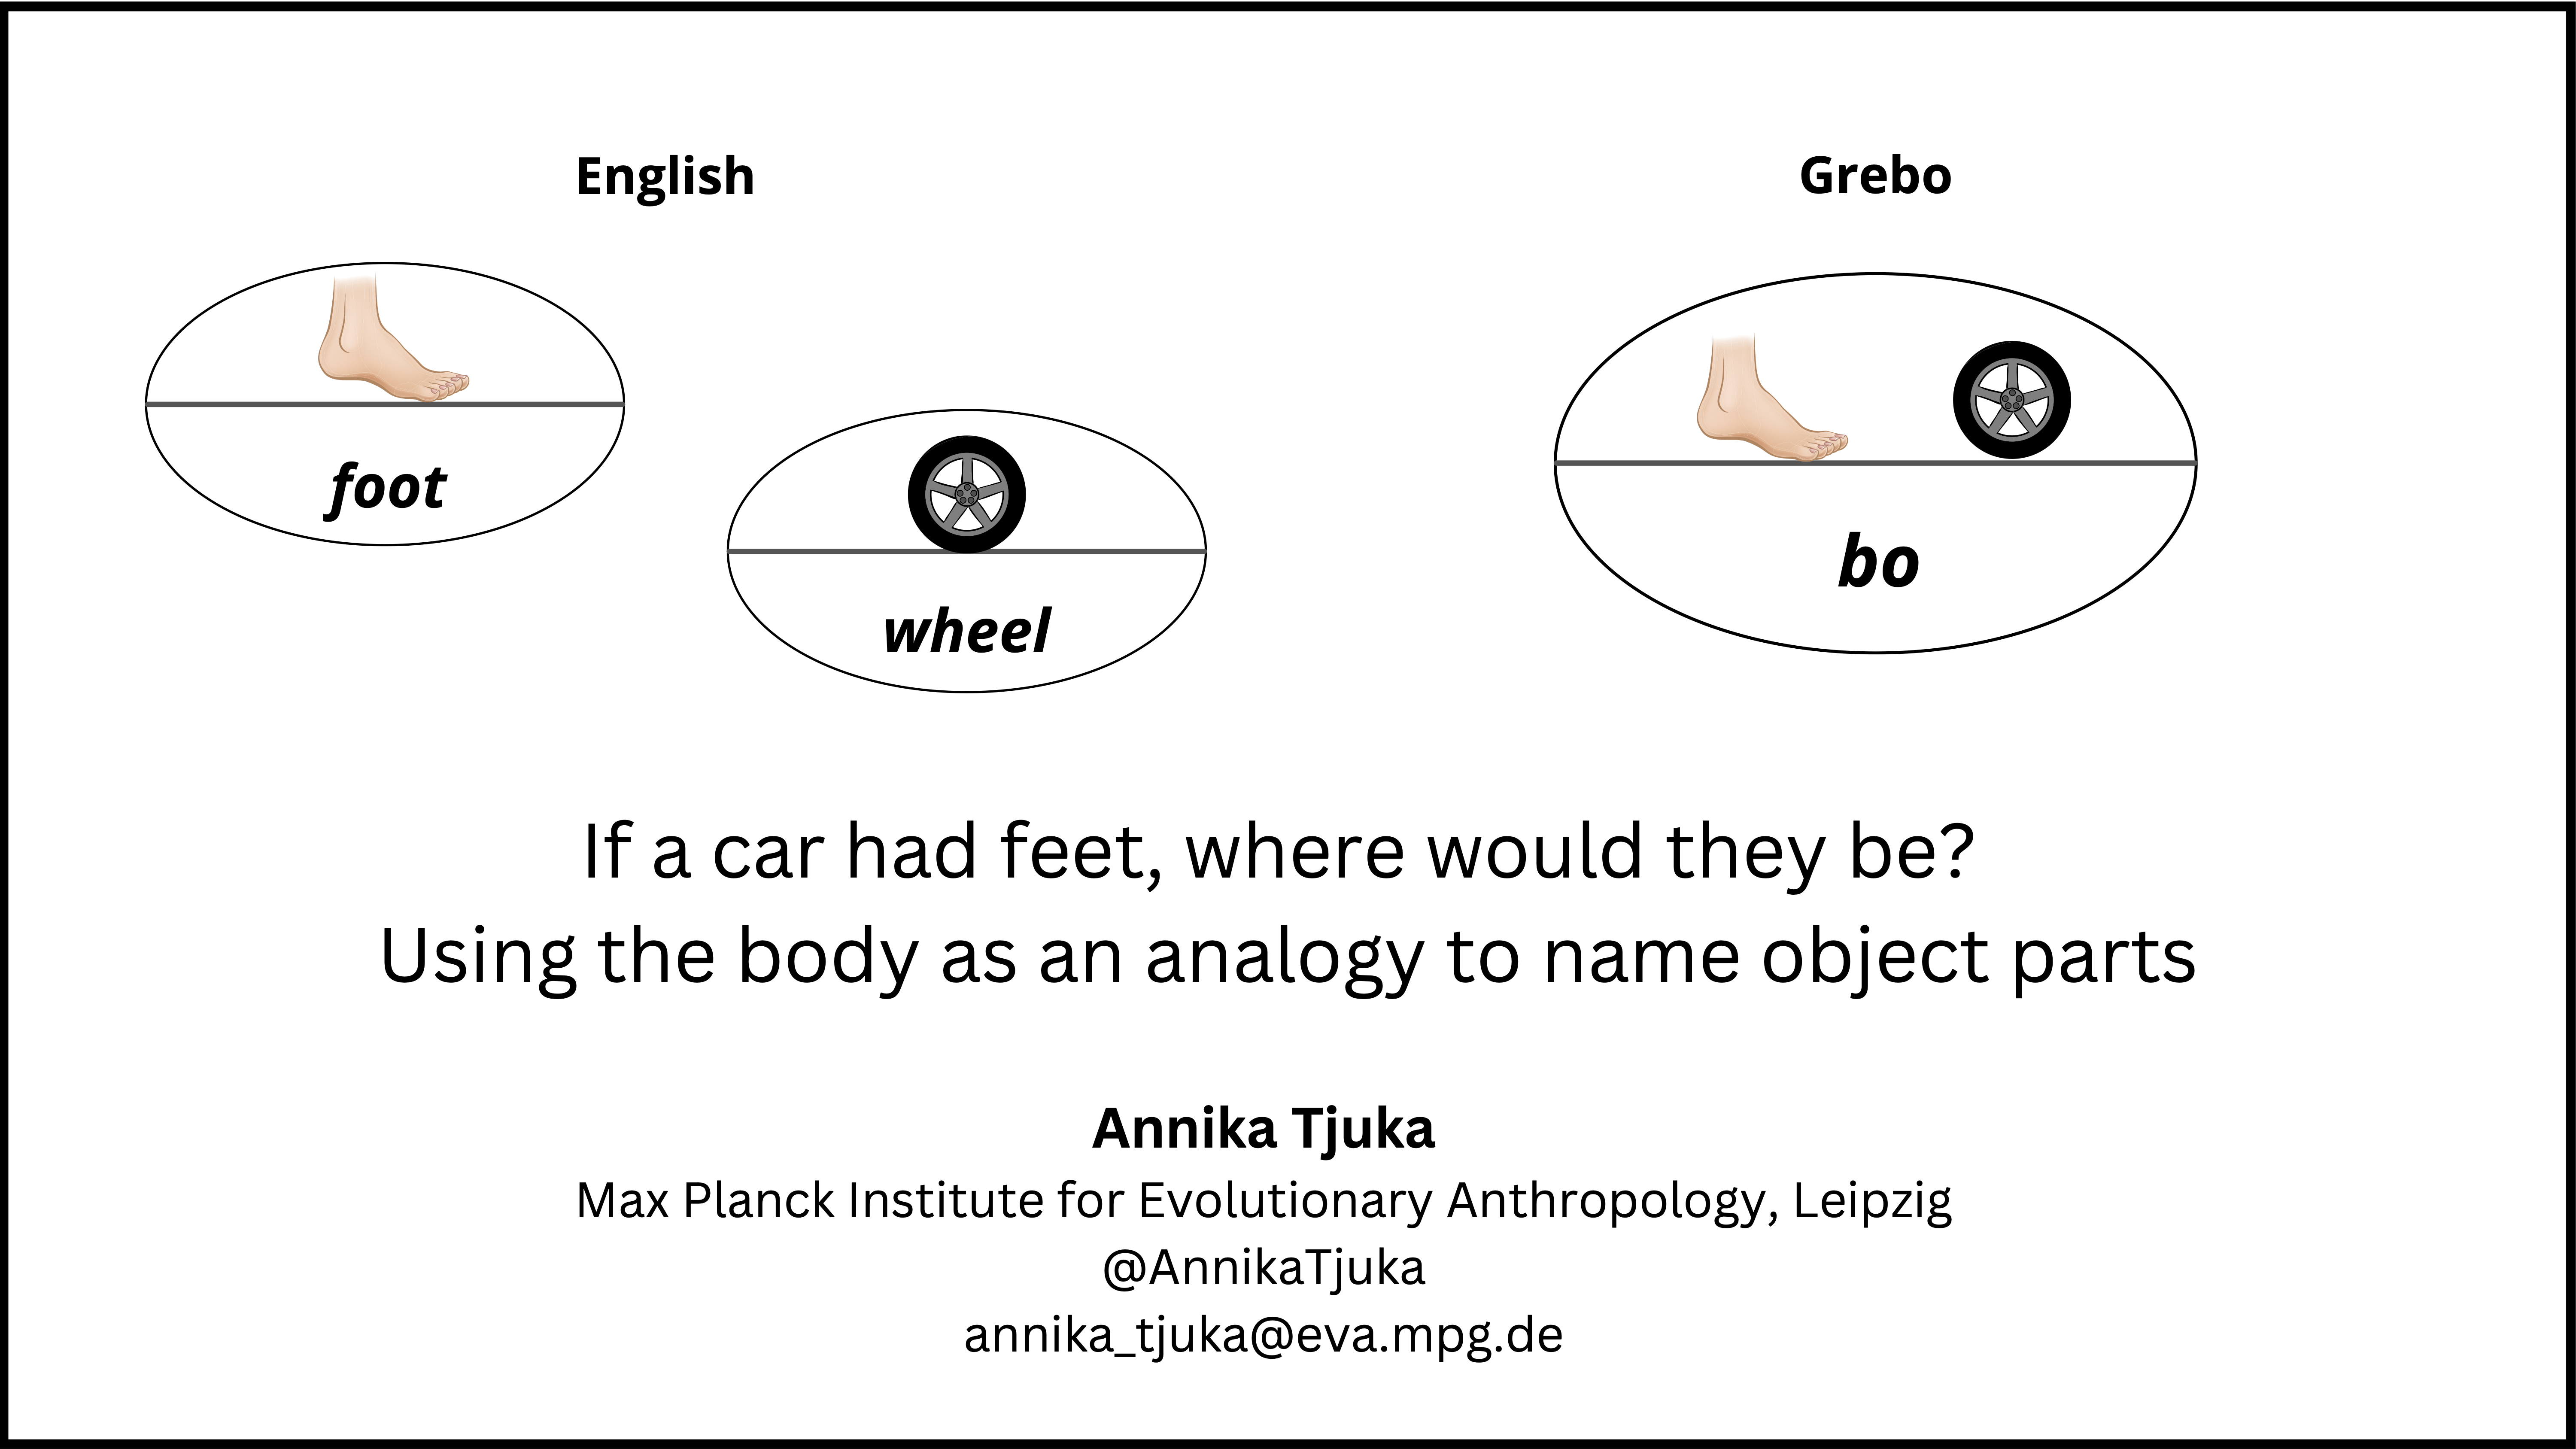 English
Grebo
foot
wheel
bo
If a car had feet, where would they be?
Using the body as an analogy to name object parts
Annika Tjuka
Max Planck Institute for Evolutionary Anthropology, Leipzig
@AnnikaTjuka
annika_tjuka@eva.mpg.de